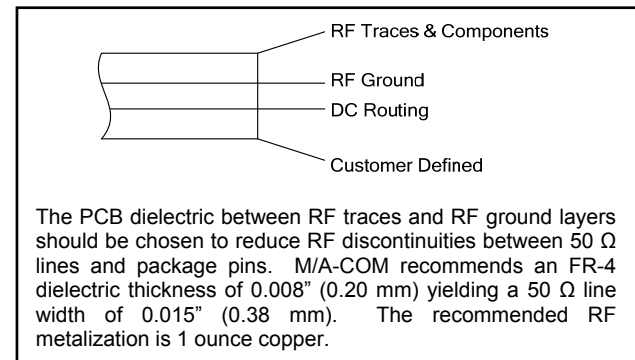 RF Traces & Components
RF Ground
DC Routing
Customer Defined
The PCB dielectric between RF traces and RF ground layers
should be chosen to reduce RF discontinuities between 50 Ω
lines and package pins. M/A-COM recommends an FR-4
dielectric thickness of 0.008” (0.20 mm) yielding a 50 Ω line
width of 0.015” (0.38 mm). The recommended RF
metalization is 1 ounce copper.